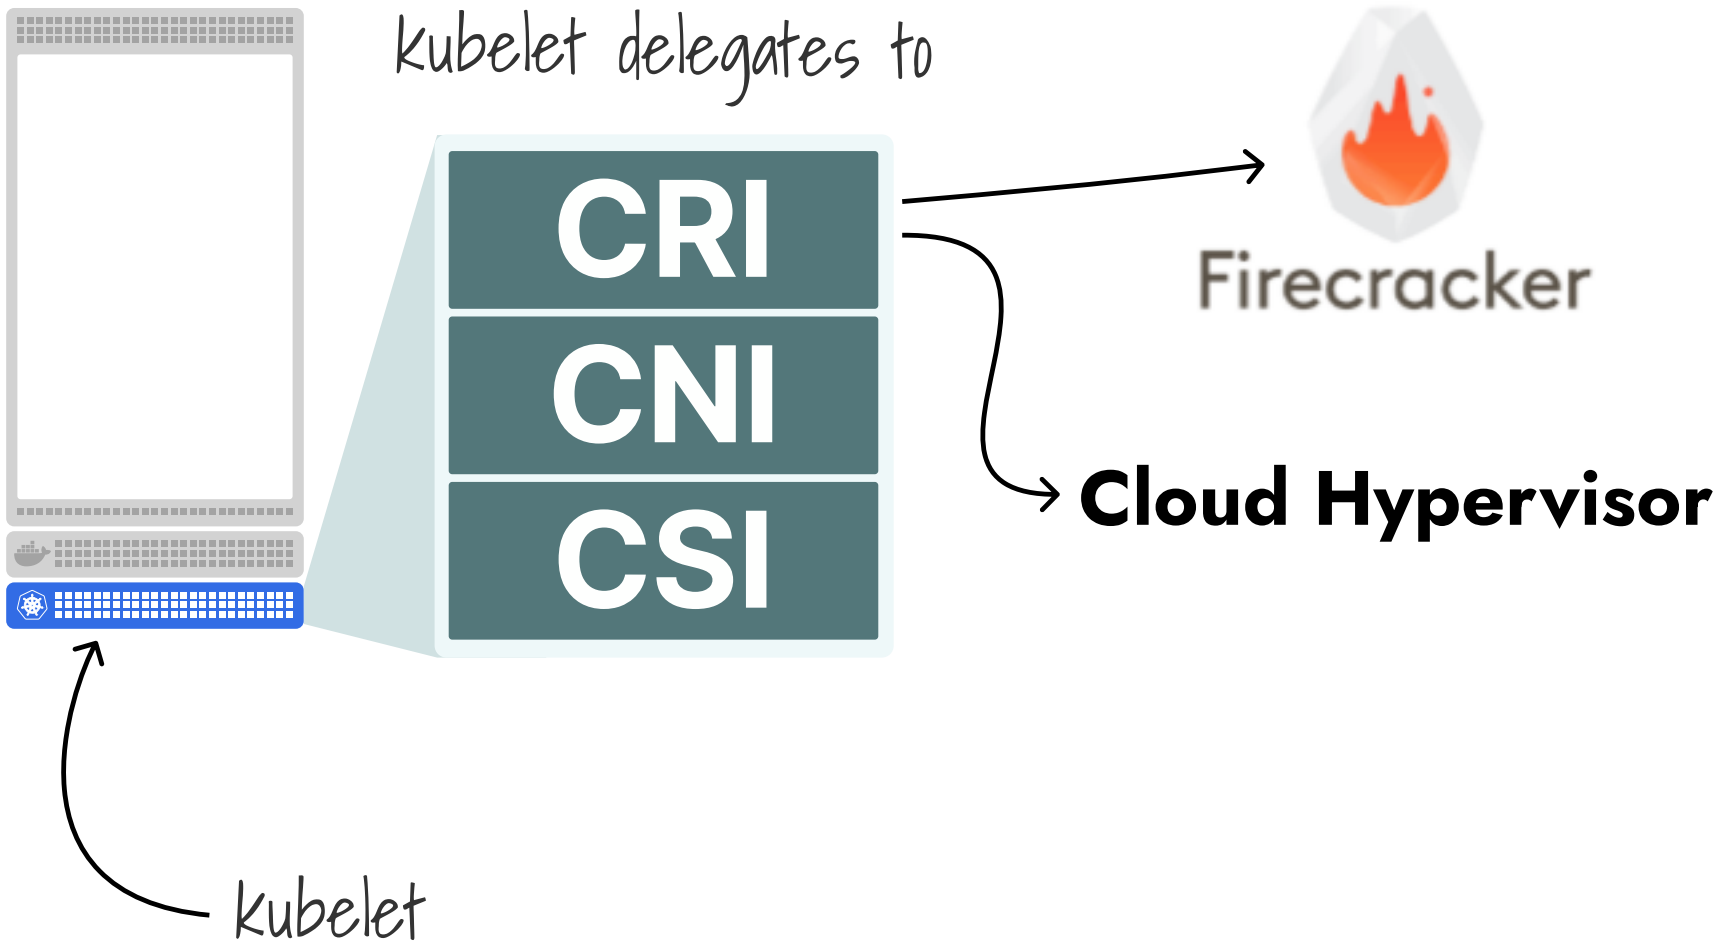 kubelet delegates to
CRI
CNI
CSI
Firecracker
Cloud Hypervisor
kubelet